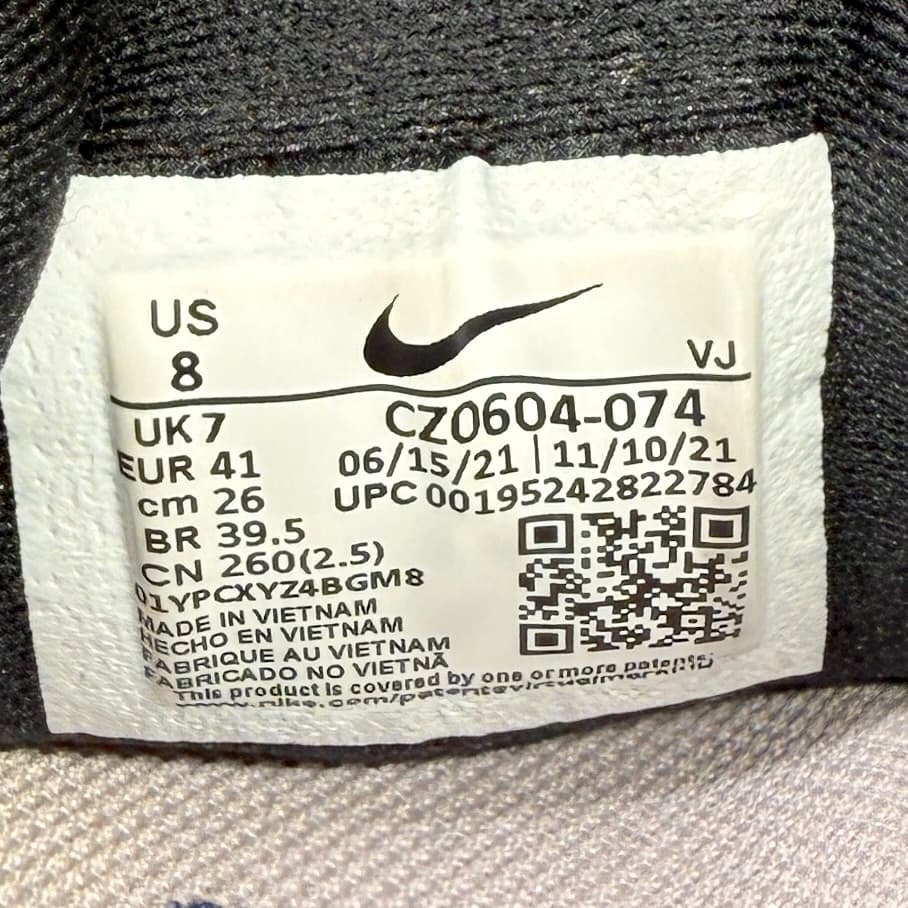 US
8
VJ
UK 7
CZ0604-074
EUR 41
06/15/21 | 11/10/21
cm 26
UPC 00195242822784
BR 39.5
CN 260(2.5)
01YPCXYZ4BGM8
MADE IN VIETNAM
HECHO EN VIETNAM
FABRIQUE AU VIETNAM
FABRICADO NO VIETNÃ
This product is covered by one or more patents: